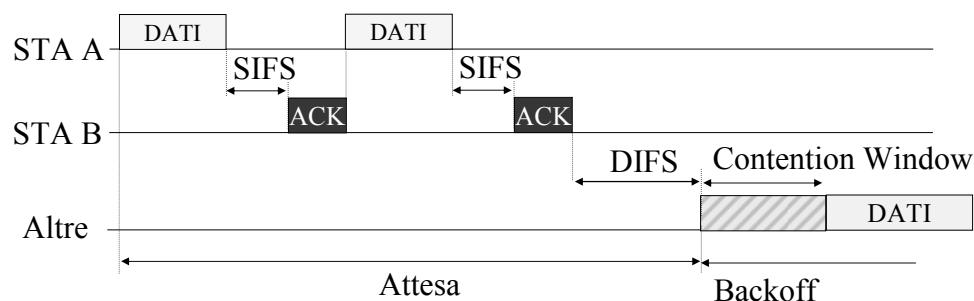 DATI DATI
STA A
SIFS SIFS
ACK ACK
STA B
DIFS Contention Window
DATI
Altre
Attesa Backoff